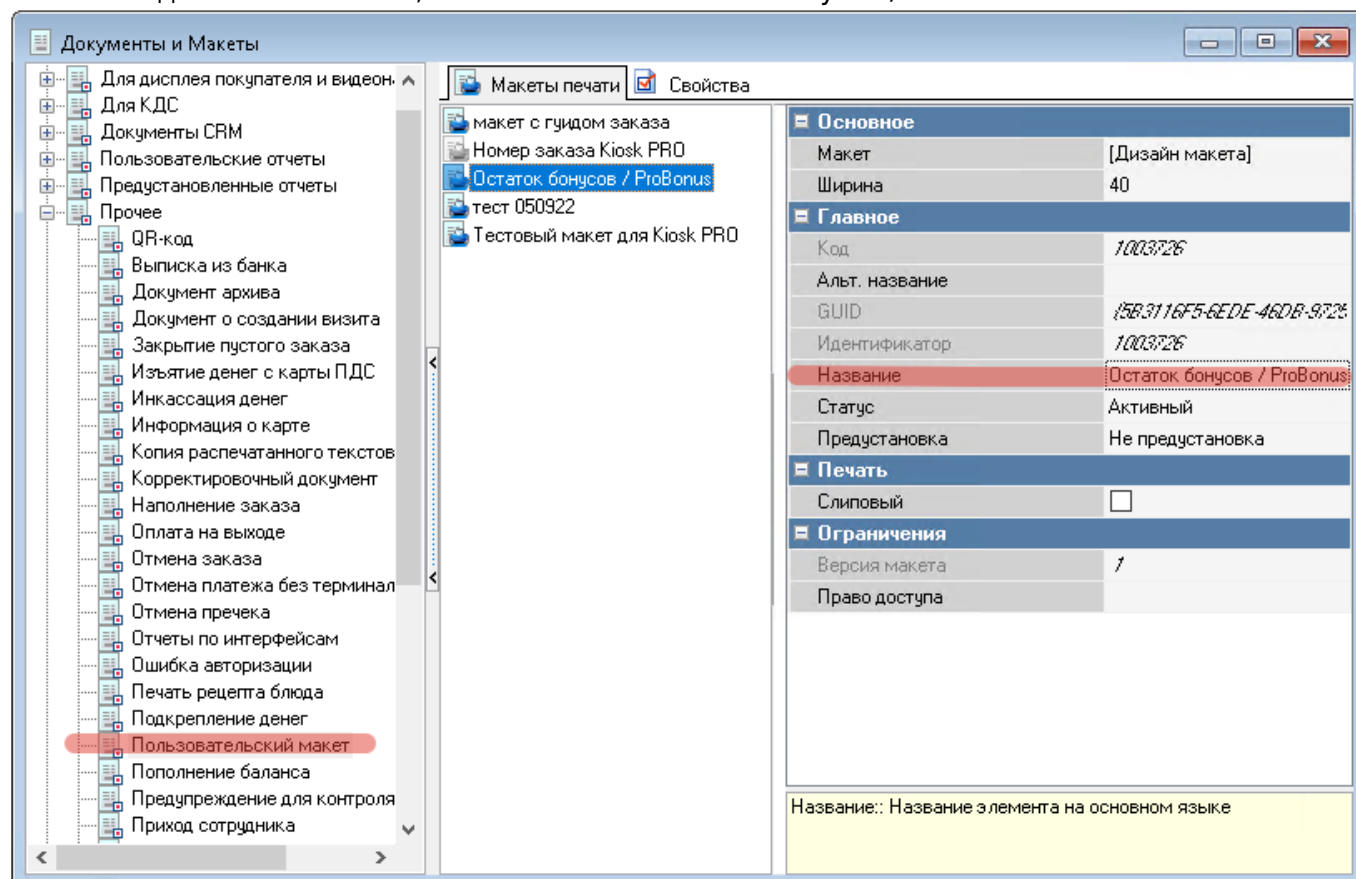 Документы и Макеты
Для дисплея покупателя и видеон
Для КДС
Документы CRM
Пользовательские отчеты
Предустановленные отчеты
Прочее
QR-код
Выписка из банка
Документ архива
Документ о создании визита
Закрытие пустого заказа
Изъятие денег с карты ПДС
Инкассация денег
Информация о карте
Копия распечатанного текстов
Корректировочный документ
Наполнение заказа
Оплата на выходе
Отмена заказа
Отмена платежа без терминал
Отмена пречека
Отчеты по интерфейсам
Ошибка авторизации
Печать рецепта блюда
Подкрепление денег
Пользовательский макет
Пополнение баланса
Предупреждение для контроля
Приход сотрудника
Макеты печати Свойства
макет с гуидом заказа
Номер заказа Kiosk PRO
Остаток бонусов / ProBonus
тест 050922
Тестовый макет для Kiosk PRO
Основное
Макет [Дизайн макета]
Ширина 40
Главное
Код 1003726
Альт. название
GUID {5B3116F5-6EDE-46DB-972
Идентификатор 1003726
Название Остаток бонусов / ProBonus
Статус Активный
Предустановка Не предустановка
Печать
Слиповый
Ограничения
Версия макета 1
Право доступа
Название:: Название элемента на основном языке